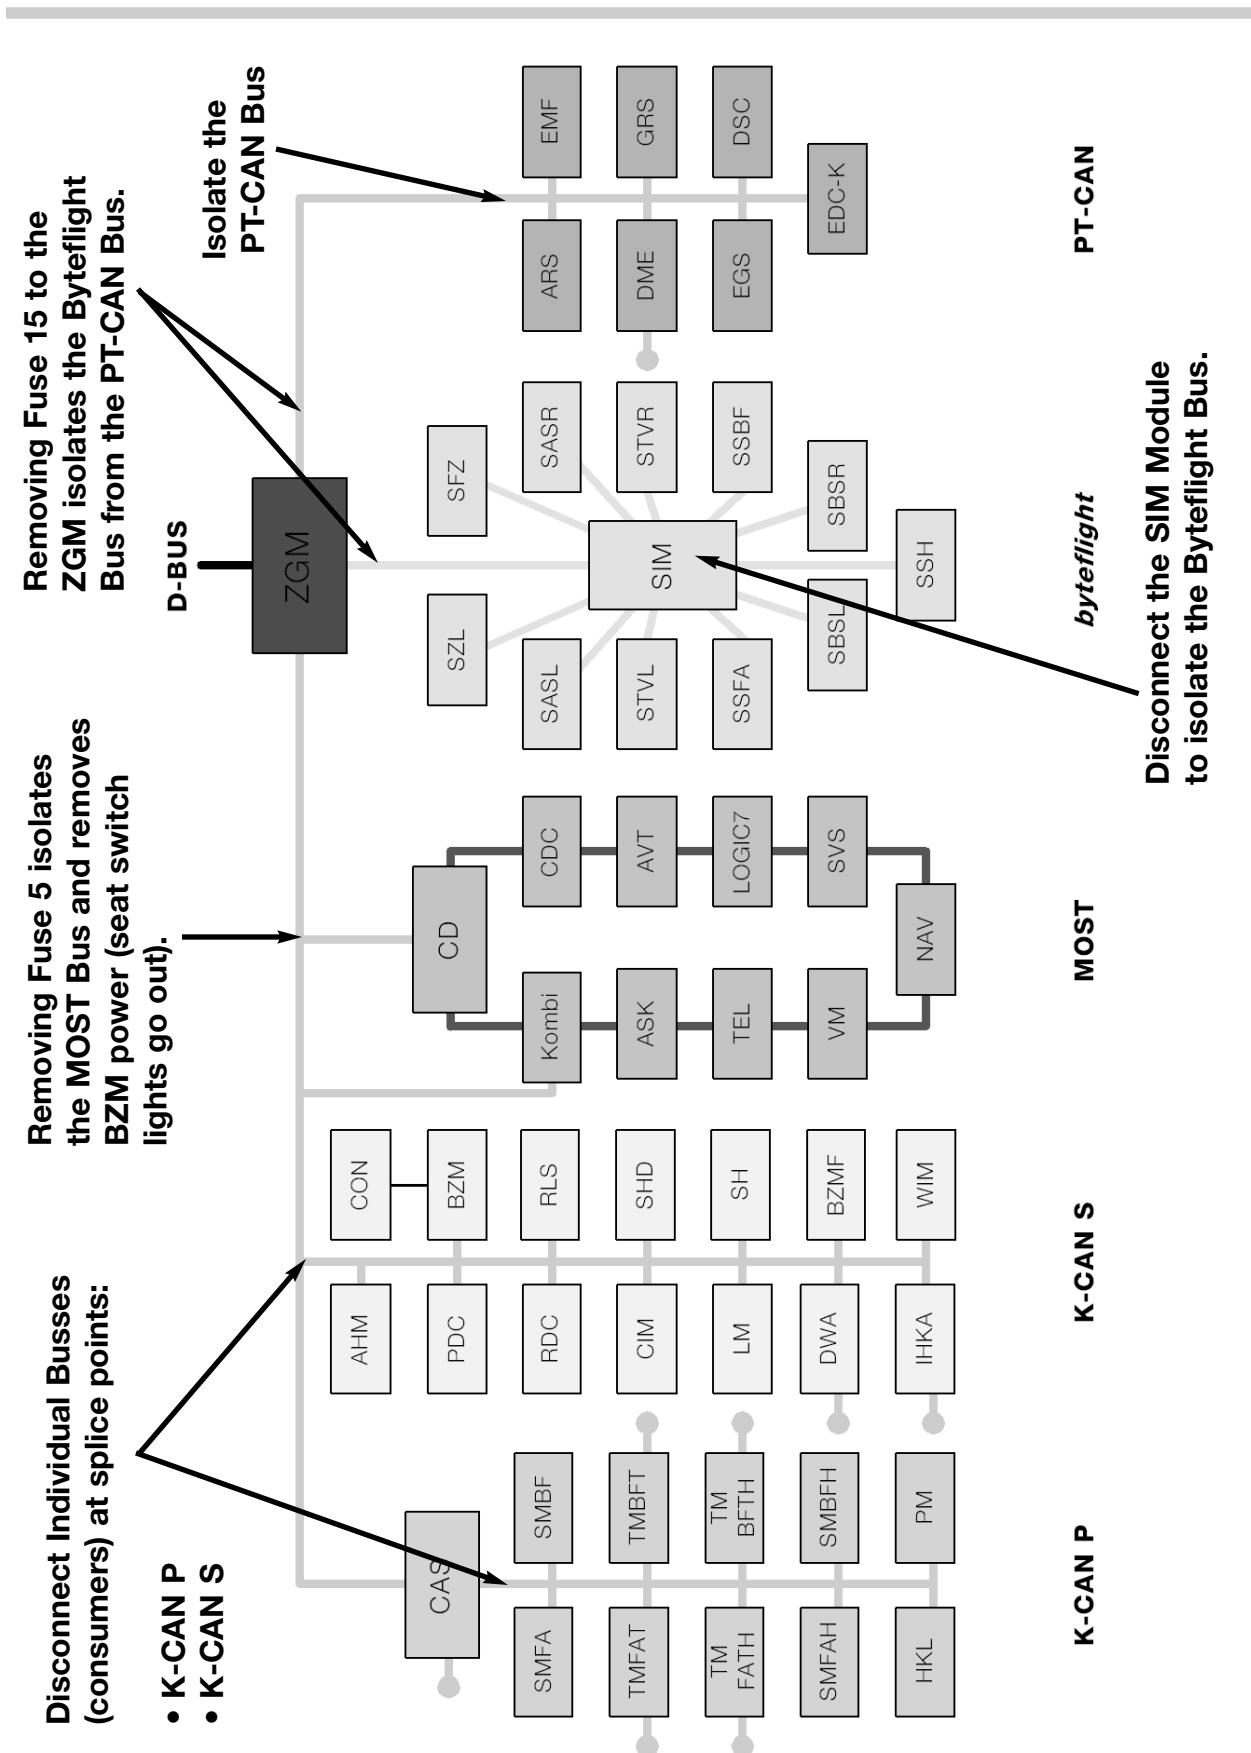 Disconnect Individual Busses
(consumers) at splice points:
• K-CAN P
• K-CAN S
Removing Fuse 5 isolates
the MOST Bus and removes
BZM power (seat switch
lights go out).
Removing Fuse 15 to the
ZGM isolates the Byteflight
Bus from the PT-CAN Bus.
Isolate the
PT-CAN Bus
D-BUS
ZGM
CAS
SMFA
SMBF
TMFAT
TMBFT
TM
FATH
TM
BFTH
SMFAH
SMBFH
HKL
PM
K-CAN P
CON
AHM
BZM
PDC
RLS
RDC
SHD
CIM
SH
LM
BZMF
DWA
WIM
IHKA
K-CAN S
CD
Kombi
CDC
ASK
AVT
TEL
LOGIC7
VM
SVS
NAV
MOST
SZL
SFZ
SASL
SASR
STVL
SIM
STVR
SSFA
SSBF
SBSL
SBSR
SSH
byteflight
ARS
EMF
DME
GRS
EGS
DSC
EDC-K
PT-CAN
Disconnect the SIM Module
to isolate the Byteflight Bus.